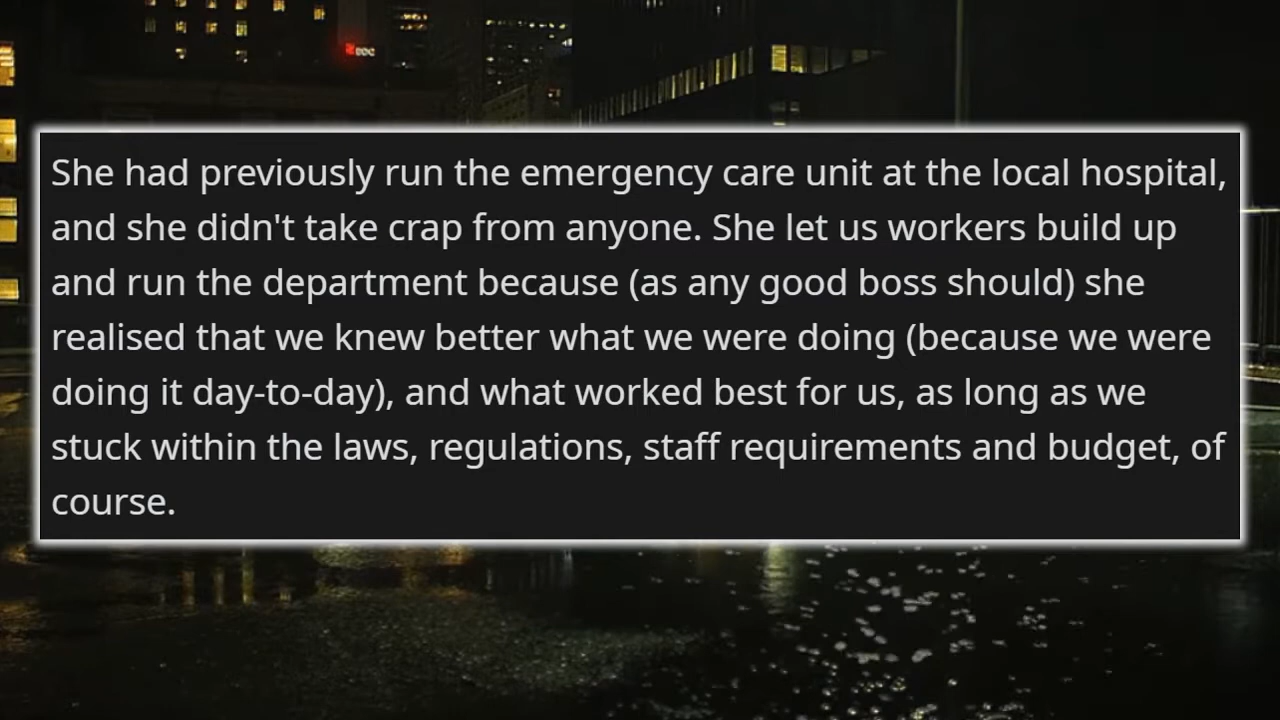 She had previously run the emergency care unit at the local hospital,
and she didn't take crap from anyone. She let us workers build up
and run the department because (as any good boss should) she
realised that we knew better what we were doing (because we were
doing it day-to-day), and what worked best for us, as long as we
stuck within the laws, regulations, staff requirements and budget, of
course.